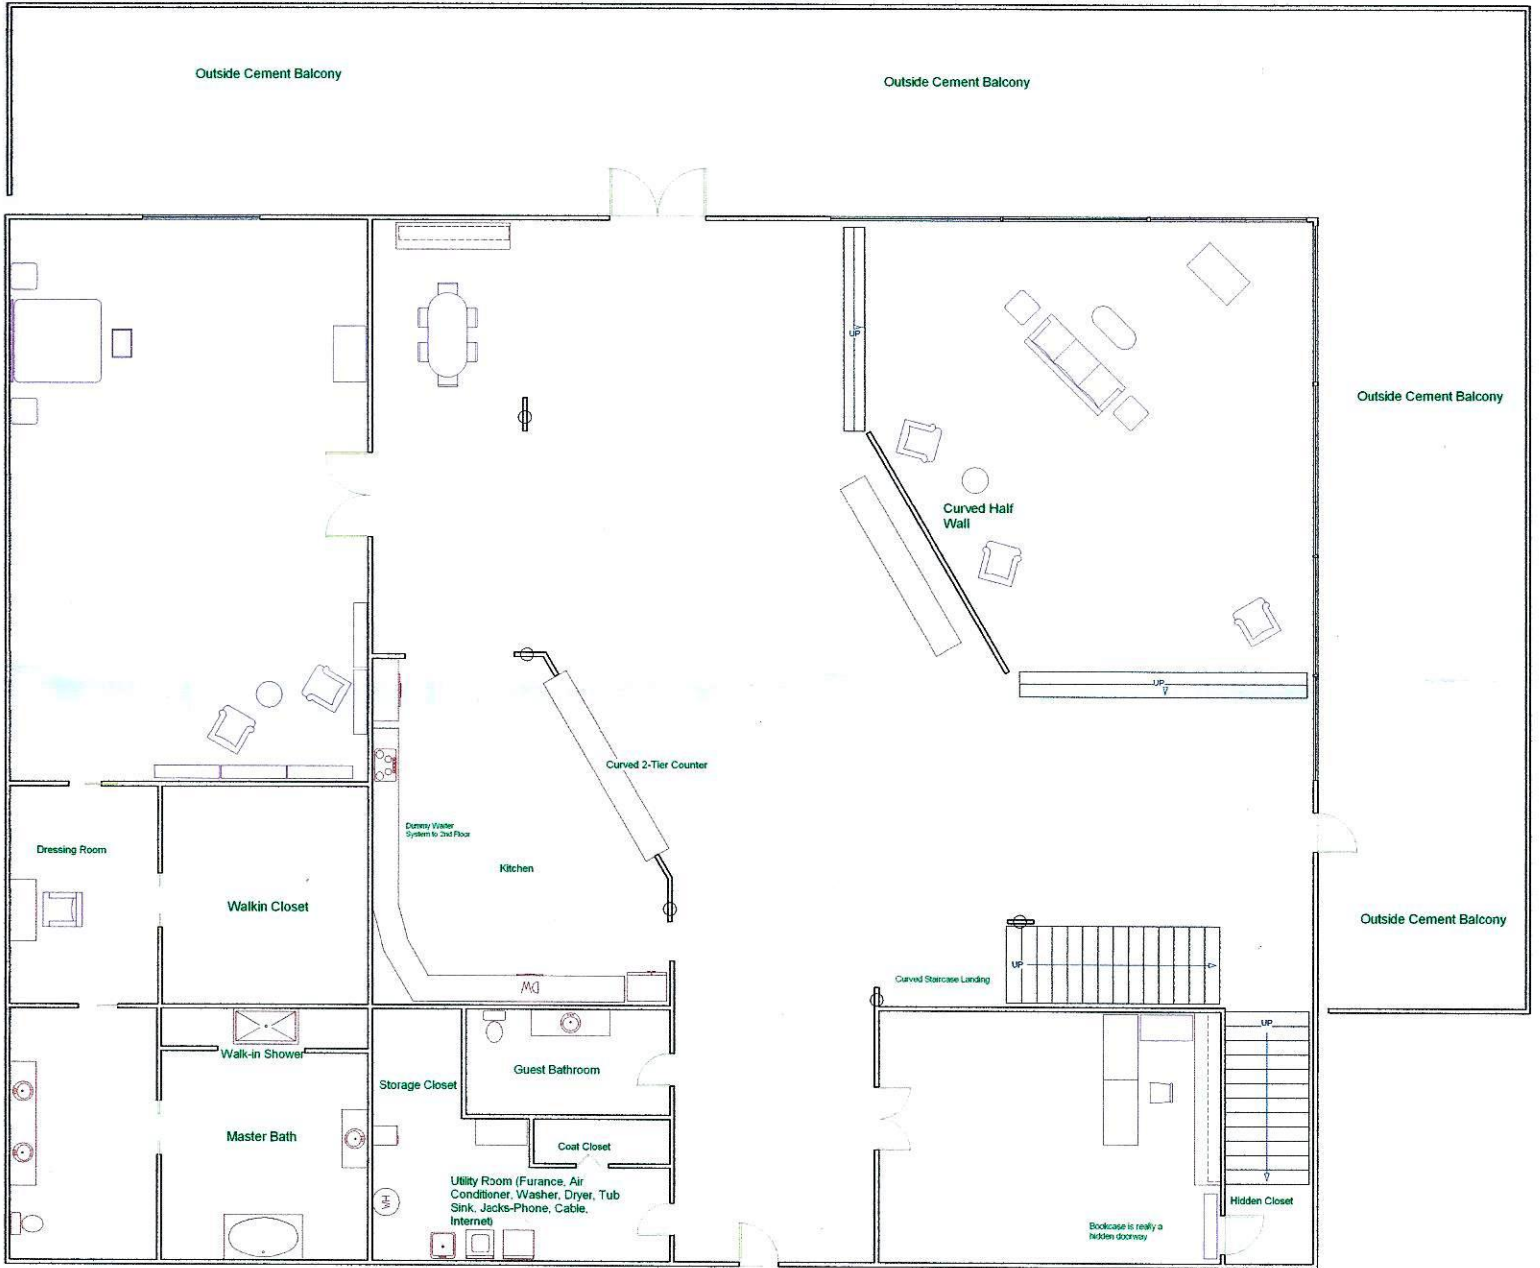 Outside Cement Balcony
Outside Cement Balcony
UP
Outside Cement Balcony
Curved Half
Wall
UP
Curved 2-Tier Counter
Dummy Waiter
System to 2nd Floor
Dressing Room
Kitchen
Walkin Closet
Outside Cement Balcony
UP
Curved Staircase Landing
DW
UP
Walk-in Shower
Guest Bathroom
Storage Closet
Master Bath
Coat Closet
Utility Room (Furance, Air
Conditioner, Washer, Dryer, Tub
Sink, Jacks-Phone, Cable,
Internet)
WH
Hidden Closet
Bookcase is really a
hidden doorway